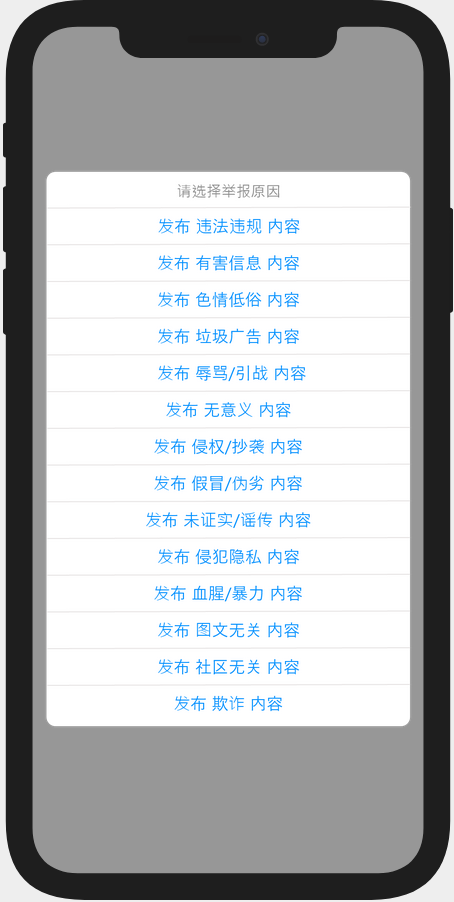 请选择举报原因
发布 违法违规 内容
发布 有害信息 内容
发布 色情低俗 内容
发布 垃圾广告 内容
发布 辱骂/引战 内容
发布 无意义 内容
发布 侵权/抄袭 内容
发布 假冒/伪劣 内容
发布 未证实/谣传 内容
发布 侵犯隐私 内容
发布 血腥/暴力 内容
发布 图文无关 内容
发布 社区无关 内容
发布 欺诈 内容